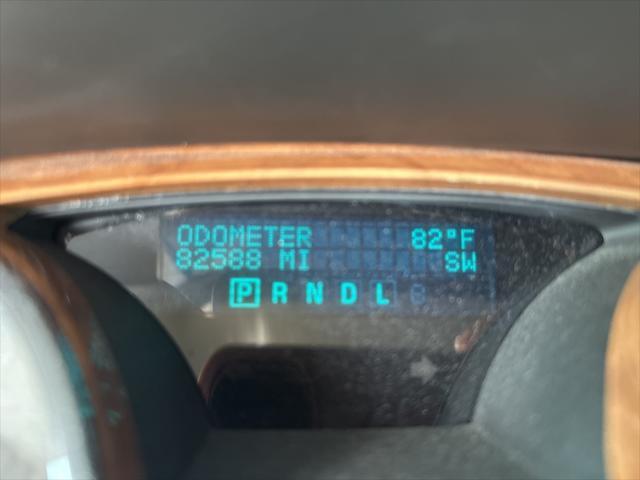 ODOMETER 82°F
82588 MI SW
P R N D L